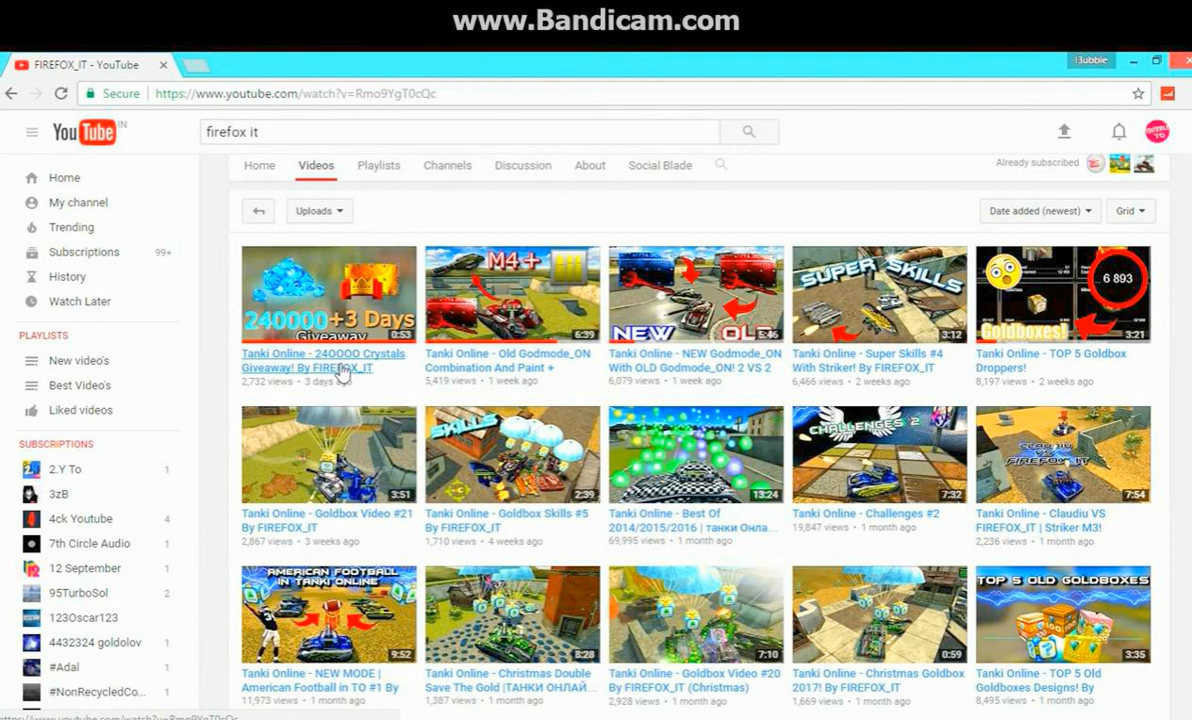 www.Bandicam.com
FIREFOX_IT - YouTube
Secure https://www.youtube.com/watch?v=Rmo9YgT0cQc
YouTube IN
firefox it
Home Videos Playlists Channels Discussion About Social Blade
Already subscribed
Uploads
Date added (newest) Grid
Home
My channel
Trending
Subscriptions 99+
History
Watch Later
PLAYLISTS
New video's
Best Video's
Liked videos
SUBSCRIPTIONS
2.Y To 1
3zB
4ck Youtube 4
7th Circle Audio 1
12 September 1
95TurboSol 2
123Oscar123
4432324 goldolov 1
#Adal 1
#NonRecycledCo... 1
240000+3 Days
Giveaway
0:53
Tanki Online - 240000 Crystals
Giveaway! By FIREFOX_IT
2,732 views • 3 days
M4+
6:39
Tanki Online - Old Godmode_ON
Combination And Paint +
5,419 views • 1 week ago
NEW OLD
5:46
Tanki Online - NEW Godmode_ON
With OLD Godmode_ON! 2 VS 2
6,079 views • 1 week ago
SUPER SKILLS
3:12
Tanki Online - Super Skills #4
With Striker! By FIREFOX_IT
6,466 views • 2 weeks ago
6 893
Goldboxes!
3:21
Tanki Online - TOP 5 Goldbox
Droppers!
8,197 views • 2 weeks ago
3:51
Tanki Online - Goldbox Video #21
By FIREFOX_IT
2,867 views • 3 weeks ago
SKILLS
2:39
Tanki Online - Goldbox Skills #5
By FIREFOX_IT
1,710 views • 4 weeks ago
13:24
Tanki Online - Best Of
2014/2015/2016 | танки Онла...
69,995 views • 1 month ago
CHALLENGES 2
7:32
Tanki Online - Challenges #2
19,847 views • 1 month ago
CLAUDIU
VS
FIREFOX_IT
7:54
Tanki Online - Claudiu VS
FIREFOX_IT | Striker M3!
2,236 views • 1 month ago
AMERICAN FOOTBALL
IN TANKI ONLINE
9:52
Tanki Online - NEW MODE |
American Football in TO #1 By
11,973 views • 1 month ago
8:28
Tanki Online - Christmas Double
Save The Gold |ТАНКИ ОНЛАЙ...
1,387 views • 1 month ago
7:10
Tanki Online - Goldbox Video #20
By FIREFOX_IT (Christmas)
2,928 views • 1 month ago
0:59
Tanki Online - Christmas Goldbox
2017! By FIREFOX_IT
1,669 views • 1 month ago
TOP 5 OLD GOLDBOXES
3:35
Tanki Online - TOP 5 Old
Goldboxes Designs! By
8,495 views • 1 month ago